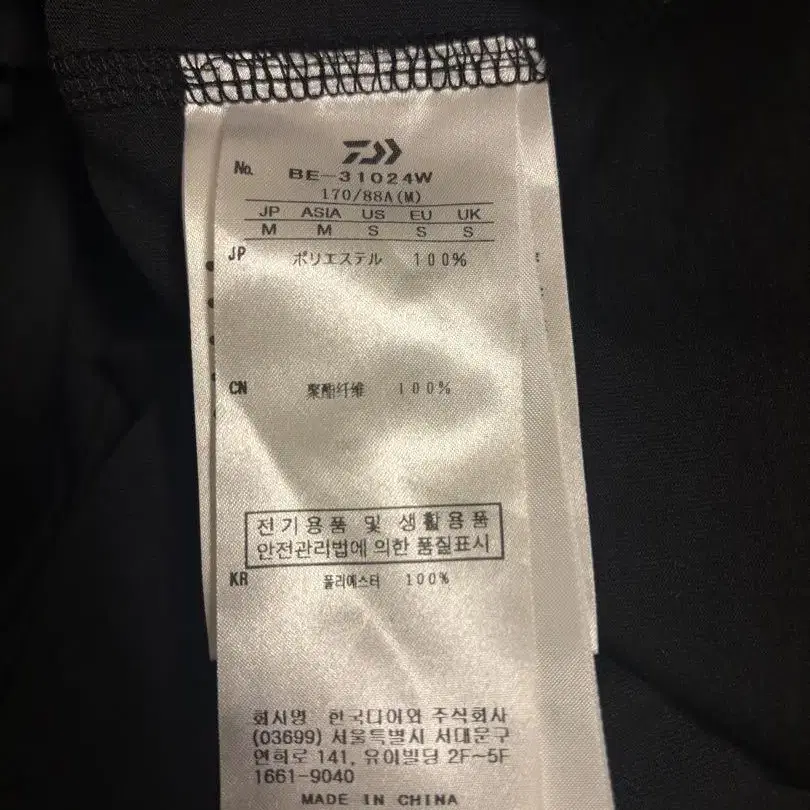 No. BE-31024W
170/88A(M)
JP ASIA US EU UK
M M S S S
JP ポリエステル 100%
CN 聚酯纤维 100%
전기용품 및 생활용품
안전관리법에 의한 품질표시
KR 폴리에스터 100%
회사명 한국다이와 주식회사
(03699) 서울특별시 서대문구
연희로 141, 유이빌딩 2F~5F
1661-9040
MADE IN CHINA